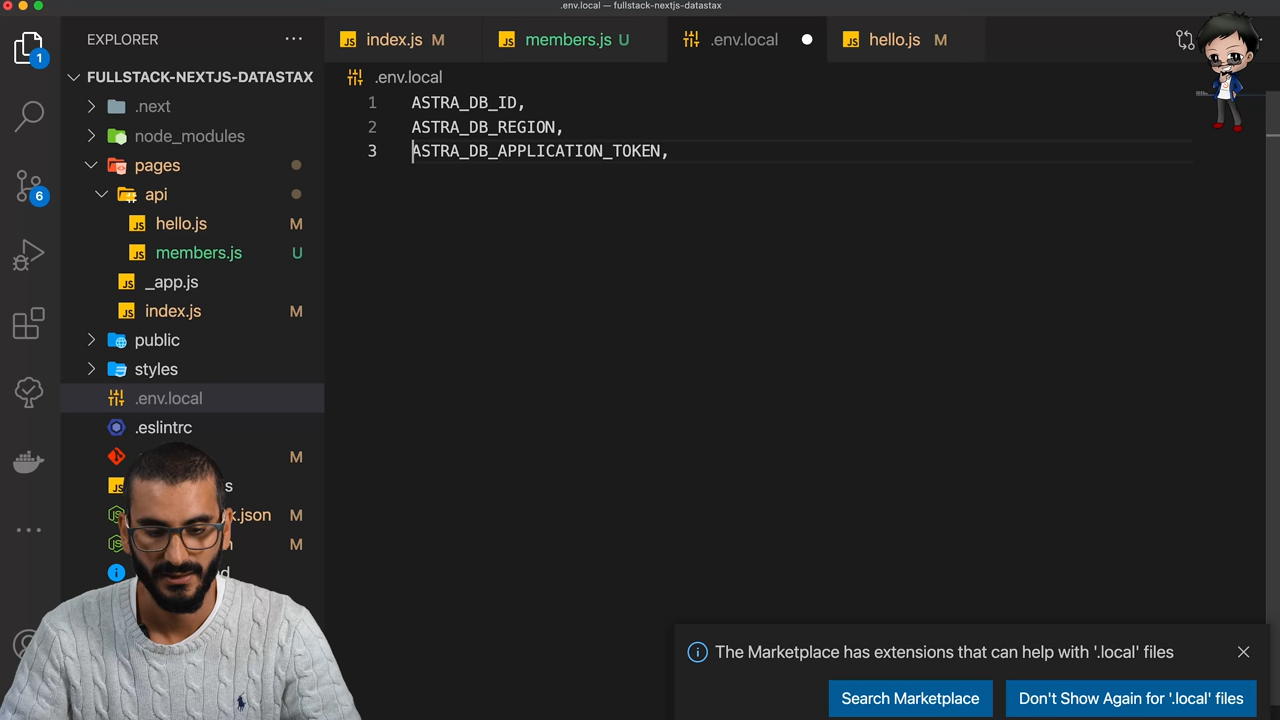 .env.local — fullstack-nextjs-datastax
EXPLORER
index.js M
members.js U
.env.local
hello.js M
FULLSTACK-NEXTJS-DATASTAX
.env.local
.next
node_modules
pages
api
hello.js M
members.js U
_app.js
index.js M
public
styles
.env.local
.eslintrc
M
s
k.json M
M
d
1
6
1 ASTRA_DB_ID,
2 ASTRA_DB_REGION,
3 ASTRA_DB_APPLICATION_TOKEN,
The Marketplace has extensions that can help with '.local' files
Search Marketplace
Don't Show Again for '.local' files